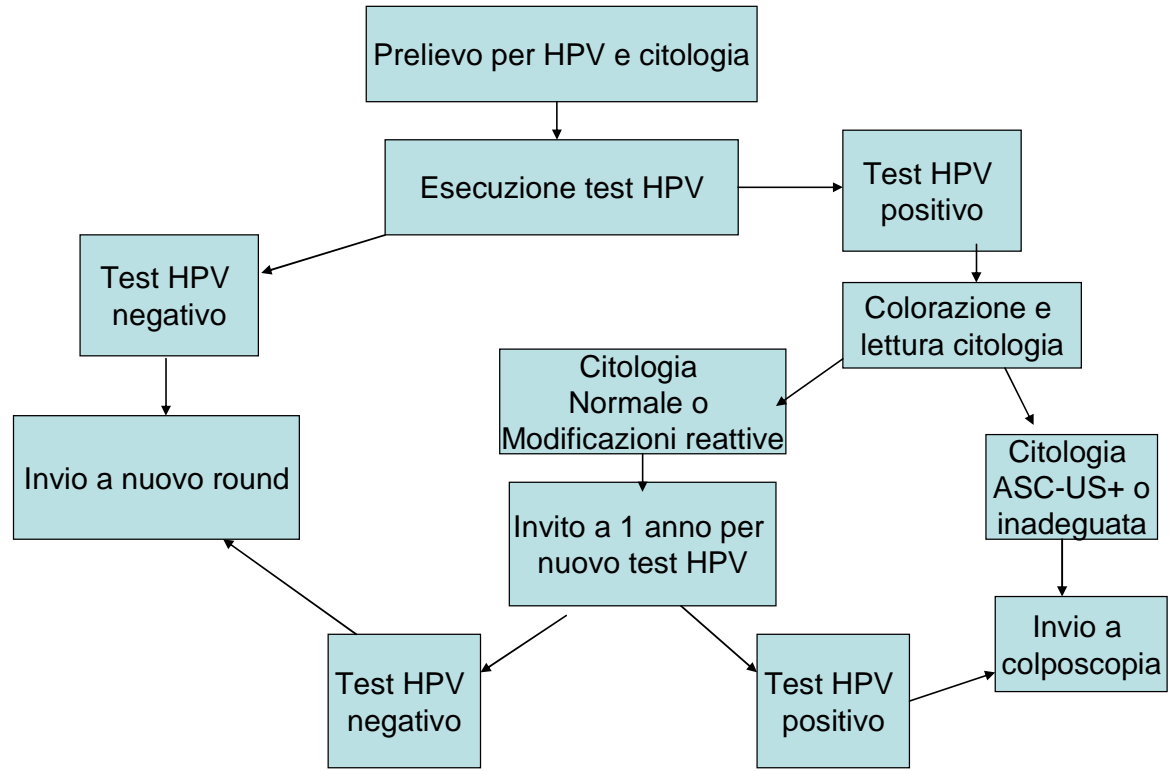 Prelievo per HPV e citologia
Esecuzione test HPV
Test HPV
positivo
Test HPV
negativo
Colorazione e
lettura citologia
Citologia
Normale o
Modificazioni reattive
Invio a nuovo round
Citologia
ASC-US+ o
inadeguata
Invito a 1 anno per
nuovo test HPV
Invio a
colposcopia
Test HPV
negativo
Test HPV
positivo